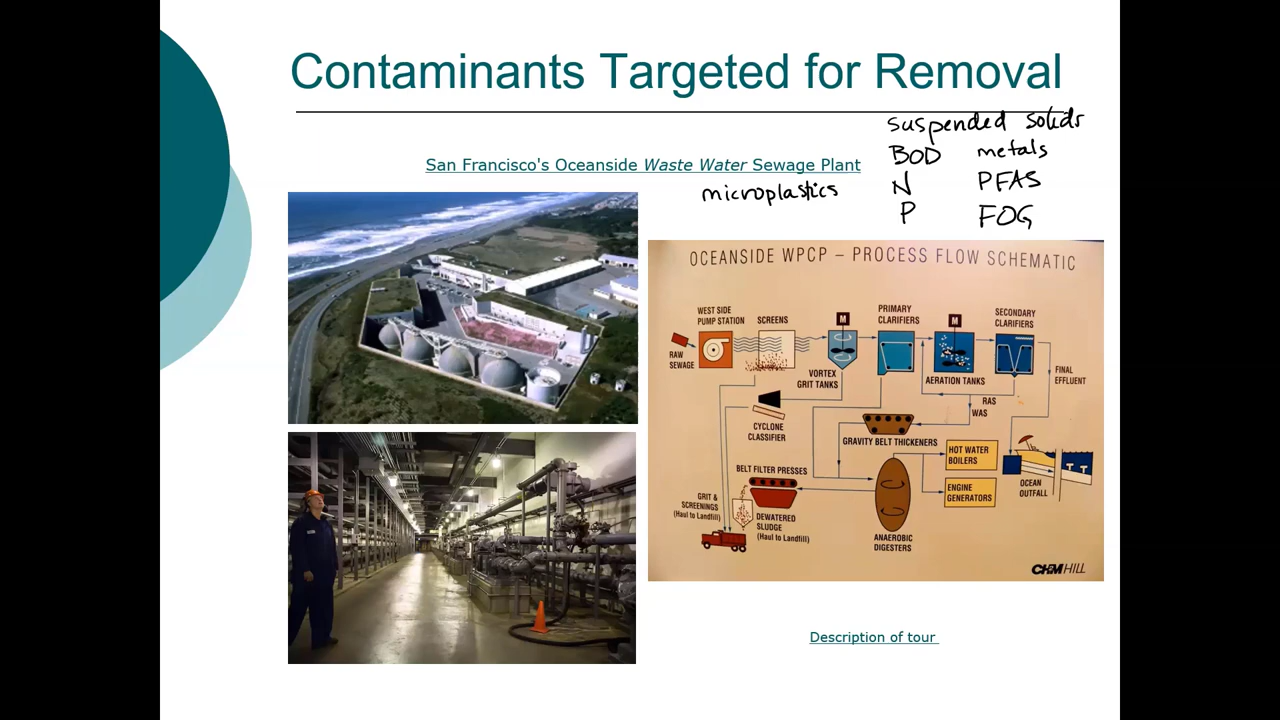 Contaminants Targeted for Removal
suspended solids
BOD metals
San Francisco's Oceanside Waste Water Sewage Plant
N PFAS
microplastics
P FOG
OCEANSIDE WPCP – PROCESS FLOW SCHEMATIC
WEST SIDE
PUMP STATION
SCREENS
M
PRIMARY
CLARIFIERS
M
SECONDARY
CLARIFIERS
RAW
SEWAGE
VORTEX
GRIT TANKS
AERATION TANKS
FINAL
EFFLUENT
RAS
WAS
CYCLONE
CLASSIFIER
GRAVITY BELT THICKENERS
HOT WATER
BOILERS
BELT FILTER PRESSES
ENGINE
GENERATORS
OCEAN
OUTFALL
GRIT &
SCREENINGS
(Haul to Landfill)
DEWATERED
SLUDGE
(Haul to Landfill)
ANAEROBIC
DIGESTERS
CH2M HILL
Description of tour